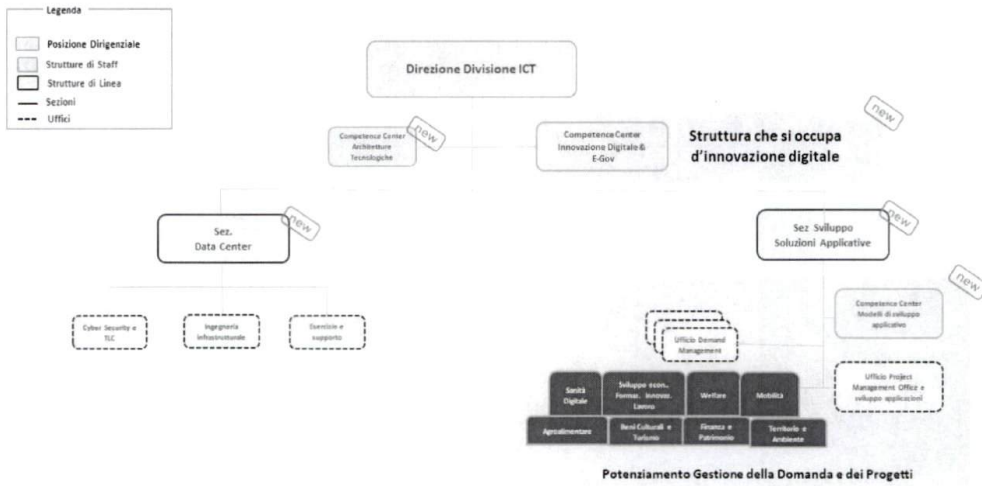 Legenda
Posizione Dirigenziale
Strutture di Staff
Strutture di Linea
Sezioni
Uffici
Direzione Divisione ICT
new
Competence Center
Architetture
Tecnologiche
new
Competence Center
Innovazione Digitale &
E-Gov
Struttura che si occupa
d'innovazione digitale
new
Sez.
Data Center
new
Sez Sviluppo
Soluzioni Applicative
new
Competence Center
Modelli di sviluppo
applicativo
Cyber Security e
TLC
Ingegneria
infrastrutturale
Esercizio e
supporto
Ufficio Demand
Management
Ufficio Project
Management Office e
sviluppo applicazioni
Sanità
Digitale
Sviluppo econ.,
Formaz. Innovaz.
Lavoro
Welfare
Mobilità
Agroalimentare
Beni Culturali e
Turismo
Finanza e
Patrimonio
Territorio e
Ambiente
Potenziamento Gestione della Domanda e dei Progetti